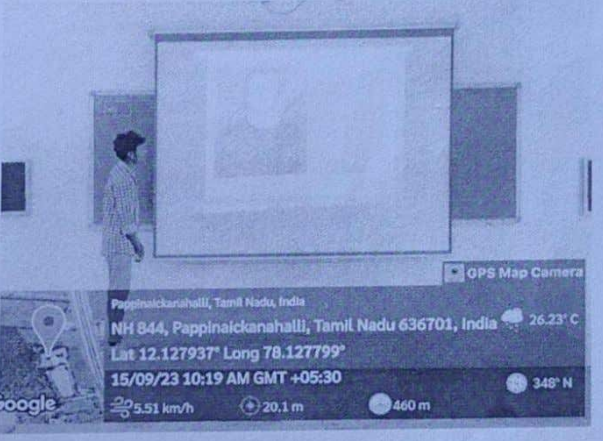 GPS Map Camera
Pappinaickanahalli, Tamil Nadu, India
NH 844, Pappinaickanahalli, Tamil Nadu 636701, India
26.23° C
Lat 12.127937° Long 78.127799°
15/09/23 10:19 AM GMT +05:30
348° N
Google
5.51 km/h
20.1 m
460 m